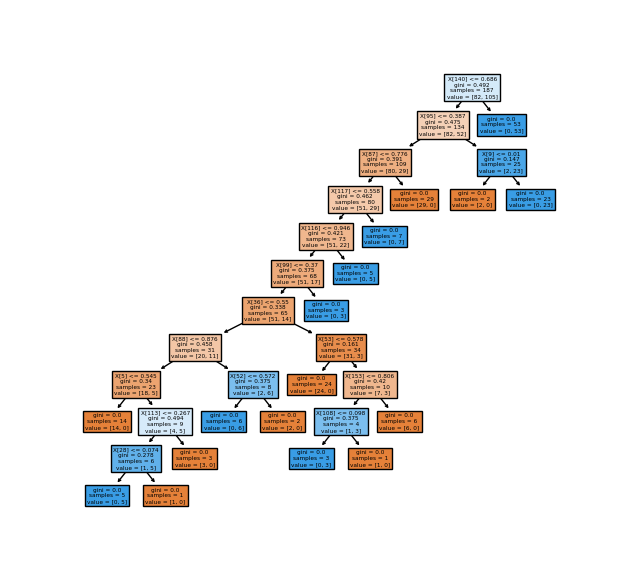 X[140] <= 0.686
gini = 0.492
samples = 187
value = [82, 105]
X[95] <= 0.387
gini = 0.475
samples = 134
value = [82, 52]
gini = 0.0
samples = 53
value = [0, 53]
X[87] <= 0.776
gini = 0.391
samples = 109
value = [80, 29]
X[9] <= 0.01
gini = 0.147
samples = 25
value = [2, 23]
X[117] <= 0.558
gini = 0.462
samples = 80
value = [51, 29]
gini = 0.0
samples = 29
value = [29, 0]
gini = 0.0
samples = 2
value = [2, 0]
gini = 0.0
samples = 23
value = [0, 23]
X[116] <= 0.946
gini = 0.421
samples = 73
value = [51, 22]
gini = 0.0
samples = 7
value = [0, 7]
X[99] <= 0.37
gini = 0.375
samples = 68
value = [51, 17]
gini = 0.0
samples = 5
value = [0, 5]
X[36] <= 0.55
gini = 0.338
samples = 65
value = [51, 14]
gini = 0.0
samples = 3
value = [0, 3]
X[88] <= 0.876
gini = 0.458
samples = 31
value = [20, 11]
X[53] <= 0.578
gini = 0.161
samples = 34
value = [31, 3]
X[5] <= 0.545
gini = 0.34
samples = 23
value = [18, 5]
X[52] <= 0.572
gini = 0.375
samples = 8
value = [2, 6]
gini = 0.0
samples = 24
value = [24, 0]
X[153] <= 0.806
gini = 0.42
samples = 10
value = [7, 3]
gini = 0.0
samples = 14
value = [14, 0]
X[113] <= 0.267
gini = 0.494
samples = 9
value = [4, 5]
gini = 0.0
samples = 6
value = [0, 6]
gini = 0.0
samples = 2
value = [2, 0]
X[108] <= 0.098
gini = 0.375
samples = 4
value = [1, 3]
gini = 0.0
samples = 6
value = [6, 0]
X[28] <= 0.074
gini = 0.278
samples = 6
value = [1, 5]
gini = 0.0
samples = 3
value = [3, 0]
gini = 0.0
samples = 3
value = [0, 3]
gini = 0.0
samples = 1
value = [1, 0]
gini = 0.0
samples = 5
value = [0, 5]
gini = 0.0
samples = 1
value = [1, 0]